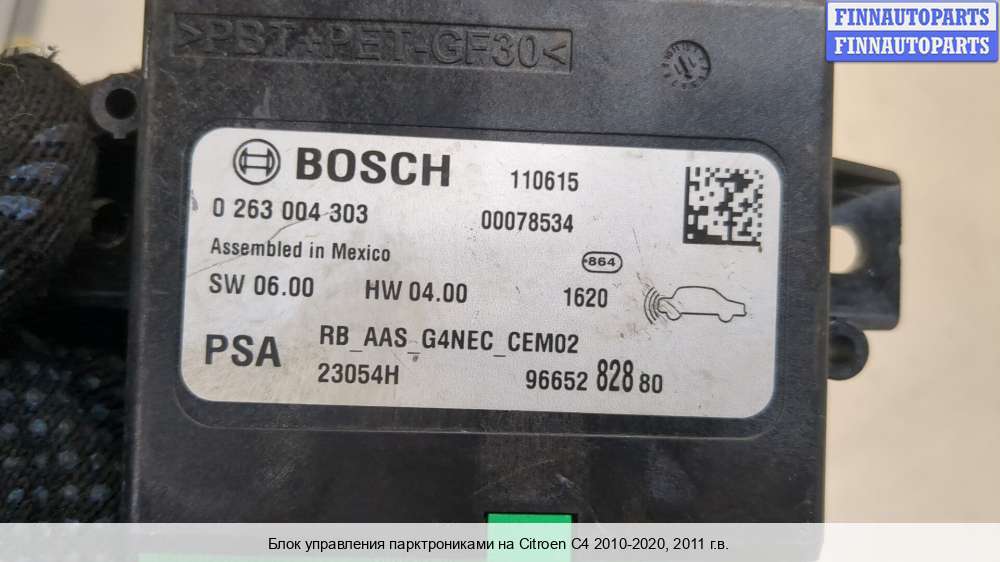 FINNAUTOPARTS
FINNAUTOPARTS
>PBT+PET-GF30<
BOSCH 110615
0 263 004 303 00078534
Assembled in Mexico
864
SW 06.00 HW 04.00 1620
PSA RB_AAS_G4NEC_CEM02
23054H 96652 828 80
Блок управления парктрониками на Citroen C4 2010-2020, 2011 г.в.